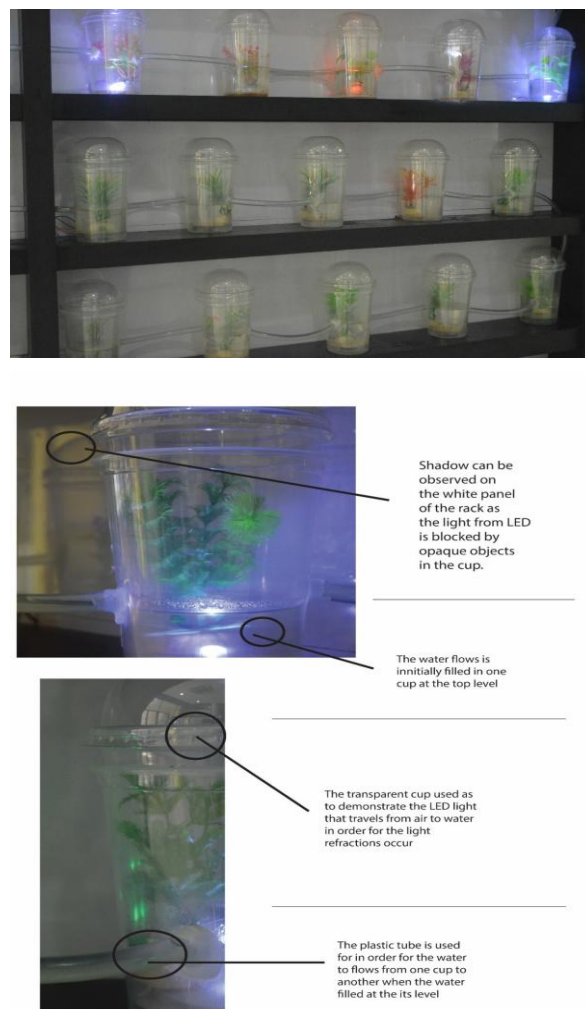 Shadow can be
observed on
the white panel
of the rack as
the light from LED
is blocked by
opaque objects
in the cup.
The water flows is
innitially filled in one
cup at the top level
The transparent cup used as
to demonstrate the LED light
that travels from air to water
in order for the light
refractions occur
The plastic tube is used
for in order for the water
to flows from one cup to
another when the water
filled at the its level